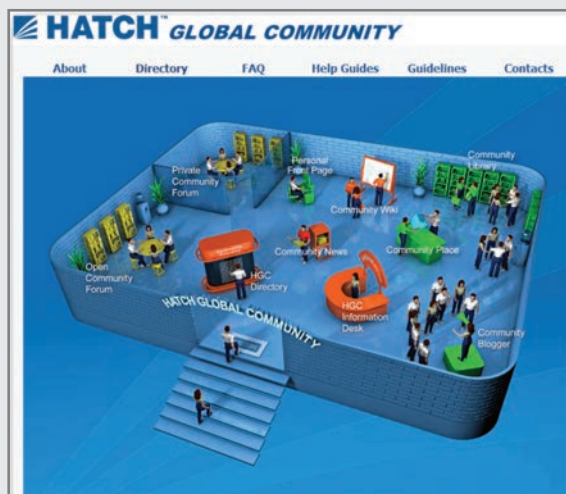 HATCH™ GLOBAL COMMUNITY
About Directory FAQ Help Guides Guidelines Contacts
Private
Community
Forum
Personal
Front Page
Community
Library
Community Wiki
Community News
Community Place
Open
Community
Forum
HGC
Directory
HGC
Information
Desk
Community
Blogger
HATCH GLOBAL COMMUNITY